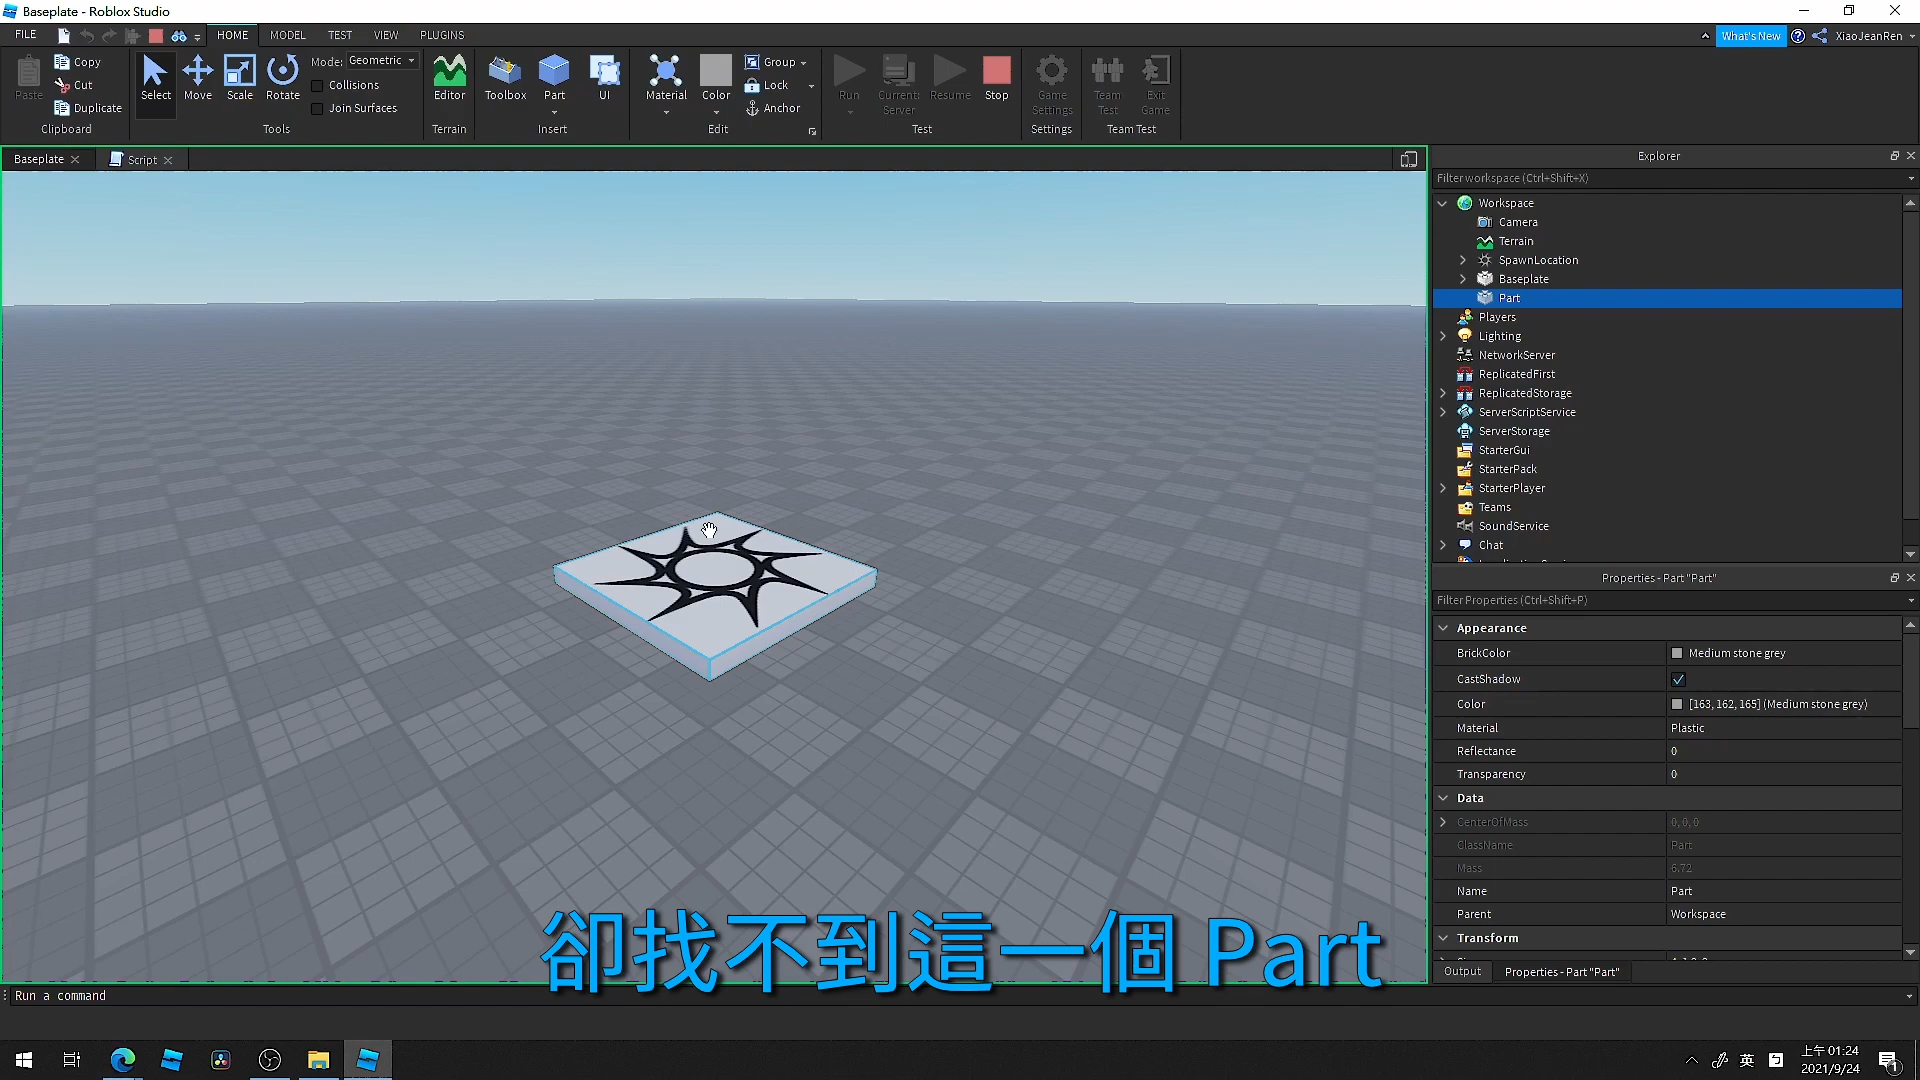 Baseplate - Roblox Studio
FILE HOME MODEL TEST VIEW PLUGINS What's New XiaoJeanRen
Paste Copy Cut Duplicate
Clipboard
Select Move Scale Rotate Mode: Geometric
Collisions
Join Surfaces
Tools
Editor
Terrain
Toolbox Part UI
Insert
Material Color Group
Lock
Anchor
Edit
Run Current: Server Resume Stop
Test
Game Settings
Settings
Team Test Exit Game
Team Test
Baseplate Script
Explorer
Filter workspace (Ctrl+Shift+X)
Workspace
Camera
Terrain
SpawnLocation
Baseplate
Part
Players
Lighting
NetworkServer
ReplicatedFirst
ReplicatedStorage
ServerScriptService
ServerStorage
StarterGui
StarterPack
StarterPlayer
Teams
SoundService
Chat
Properties - Part "Part"
Filter Properties (Ctrl+Shift+P)
Appearance
BrickColor Medium stone grey
CastShadow
Color [163, 162, 165] (Medium stone grey)
Material Plastic
Reflectance 0
Transparency 0
Data
CenterOfMass 0, 0, 0
ClassName Part
Mass 6.72
Name Part
Parent Workspace
Transform
Output Properties - Part "Part"
卻找不到這一個 Part
Run a command
英
上午 01:24
2021/9/24
1